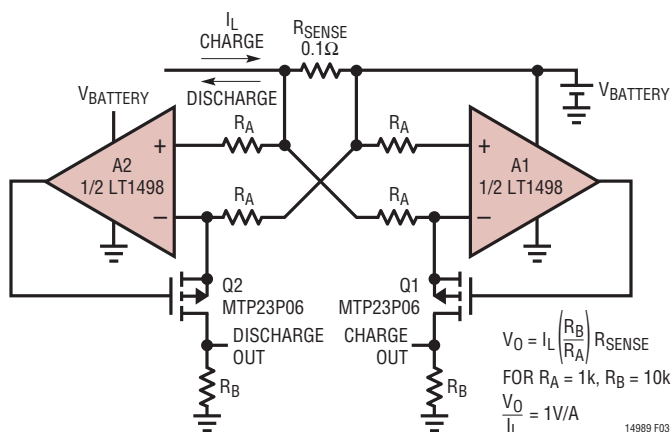 I_L
CHARGE
R_SENSE
0.1Ω
DISCHARGE
V_BATTERY
V_BATTERY
R_A
R_A
+
A2
1/2 LT1498
−
+
A1
1/2 LT1498
−
R_A
R_A
Q2
MTP23P06
Q1
MTP23P06
DISCHARGE
OUT
CHARGE
OUT
R_B
R_B
V_O = I_L (R_B/R_A) R_SENSE
FOR R_A = 1k, R_B = 10k
V_O/I_L = 1V/A
14989 F03